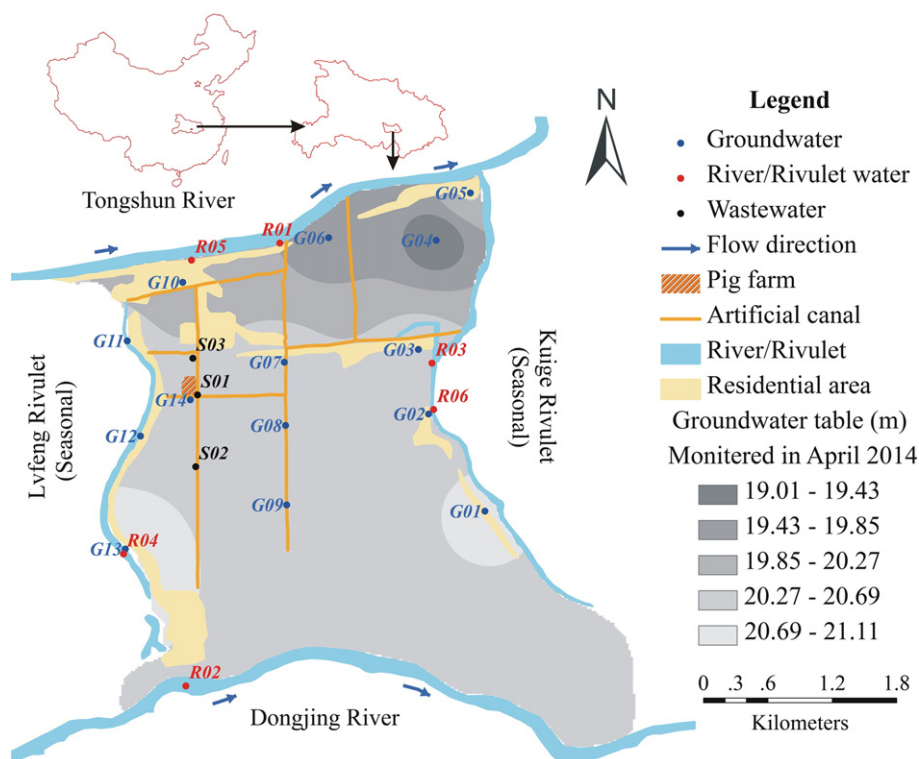 N
Legend
Groundwater
River/Rivulet water
Wastewater
Flow direction
Pig farm
Artificial canal
River/Rivulet
Residential area
Groundwater table (m)
Monitered in April 2014
19.01 - 19.43
19.43 - 19.85
19.85 - 20.27
20.27 - 20.69
20.69 - 21.11
0 .3 .6 1.2 1.8
Kilometers
Tongshun River
G05
R01
G06
G04
R05
G10
G11
S03
G07
G03
R03
S01
G14
R06
G02
G12
G08
S02
G09
G01
G13
R04
R02
Lvfeng Rivulet
(Seasonal)
Kuige Rivulet
(Seasonal)
Dongjing River